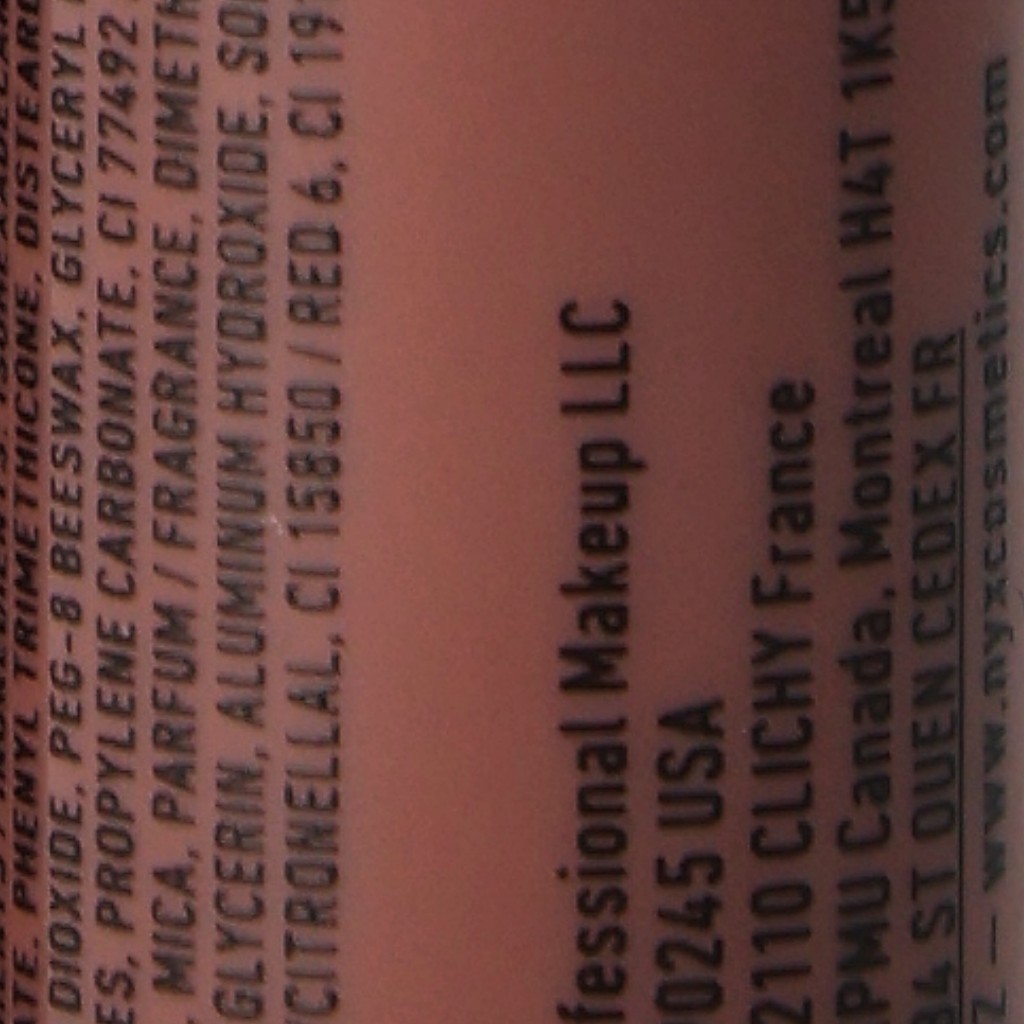 ATE, PHENYL TRIMETHICONE, DISTEARD
DIOXIDE, PEG-8 BEESWAX, GLYCERYL
ES, PROPYLENE CARBONATE, CI 77492
MICA, PARFUM / FRAGRANCE, DIMETH
GLYCERIN, ALUMINUM HYDROXIDE, SO
CITRONELLAL, CI 15850 / RED 6, CI 19
fessional Makeup LLC
0245 USA
2110 CLICHY France
PMU Canada, Montreal H4T 1K5
84 ST OUEN CEDEX FR
Z – www.nyxcosmetics.com